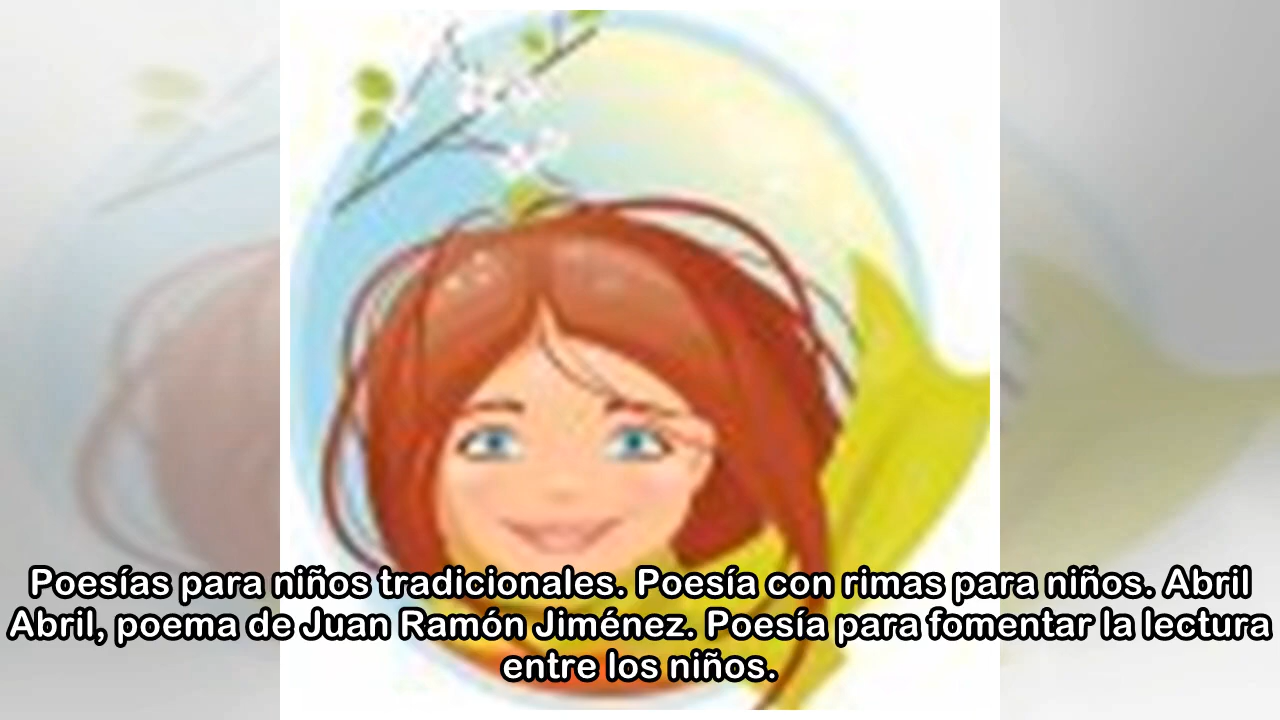 Poesías para niños tradicionales. Poesía con rimas para niños. Abril
Abril, poema de Juan Ramón Jiménez. Poesía para fomentar la lectura
entre los niños.